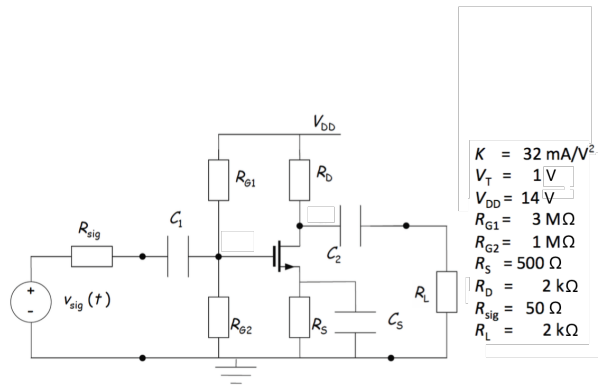 V_DD
R_G1
R_D
R_sig
C_1
C_2
+
-
v_sig (t)
R_L
R_G2
R_S
C_S
K = 32 mA/V²
V_T = 1 V
V_DD = 14 V
R_G1 = 3 MΩ
R_G2 = 1 MΩ
R_S = 500 Ω
R_D = 2 kΩ
R_sig = 50 Ω
R_L = 2 kΩ